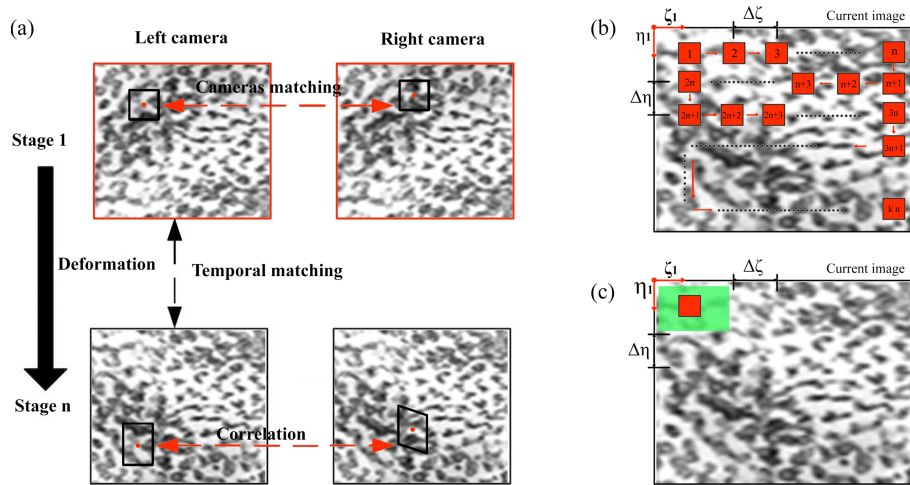 (a)
Left camera
Right camera
Cameras matching
Stage 1
Deformation
Temporal matching
Stage n
Correlation
(b)
ζ1
Δζ
Current image
η1
1
2
3
n
2n
n+3
n+2
n+1
Δη
2n+1
2n+2
2n+3
3n
3n+1
k n
(c)
ζ1
Δζ
Current image
η1
Δη